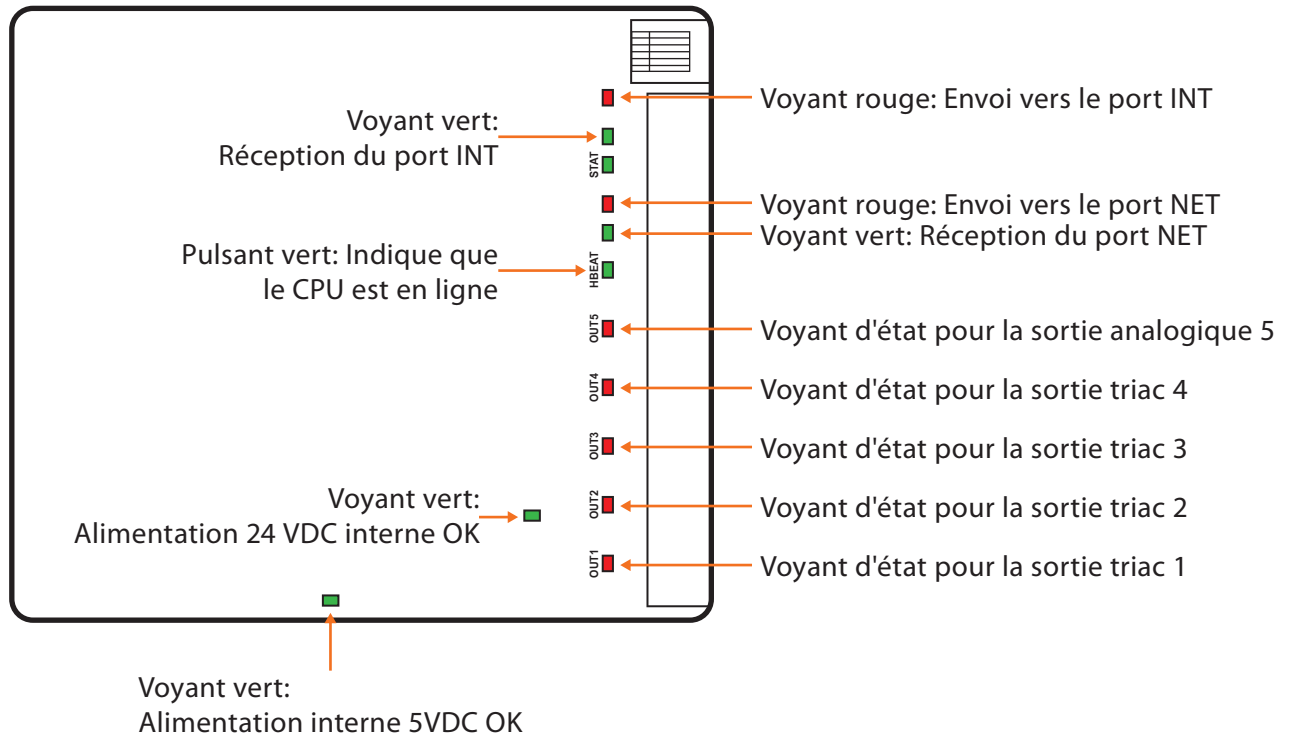 Voyant rouge: Envoi vers le port INT
Voyant vert:
Réception du port INT
STAT
Voyant rouge: Envoi vers le port NET
Voyant vert: Réception du port NET
Pulsant vert: Indique que
le CPU est en ligne
HBEAT
OUT5
Voyant d'état pour la sortie analogique 5
OUT4
Voyant d'état pour la sortie triac 4
OUT3
Voyant d'état pour la sortie triac 3
Voyant vert:
Alimentation 24 VDC interne OK
OUT2
Voyant d'état pour la sortie triac 2
OUT1
Voyant d'état pour la sortie triac 1
Voyant vert:
Alimentation interne 5VDC OK